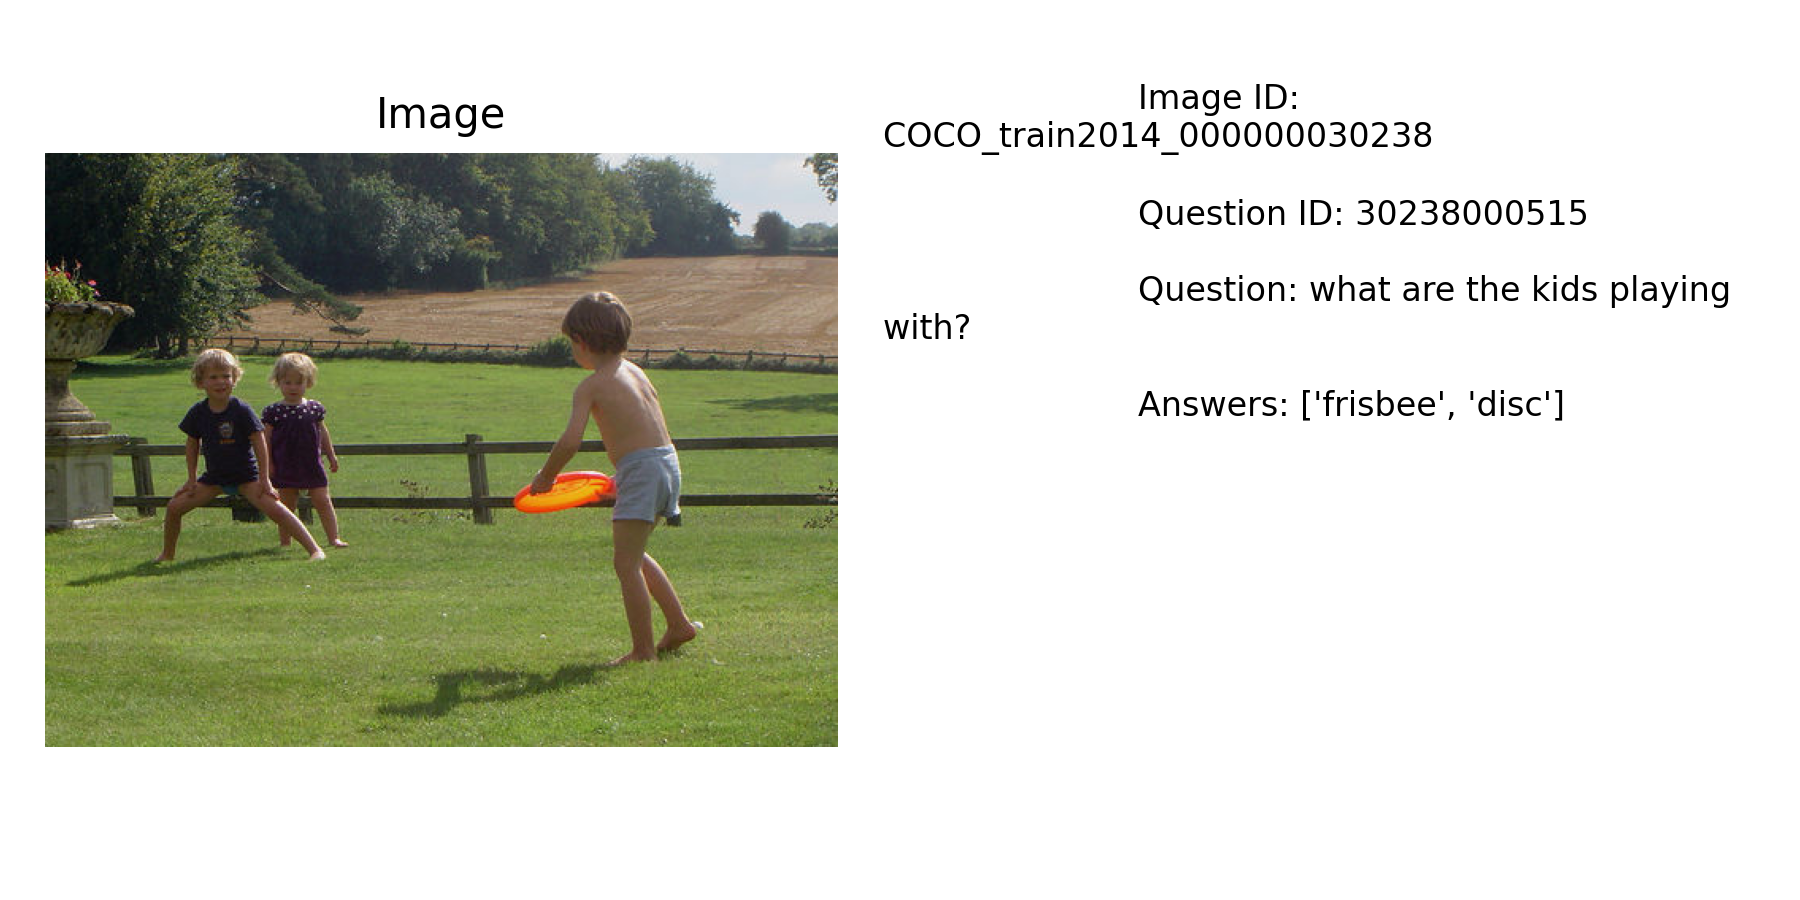 Image
Image ID:
COCO_train2014_000000030238
Question ID: 30238000515
Question: what are the kids playing
with?
Answers: ['frisbee', 'disc']